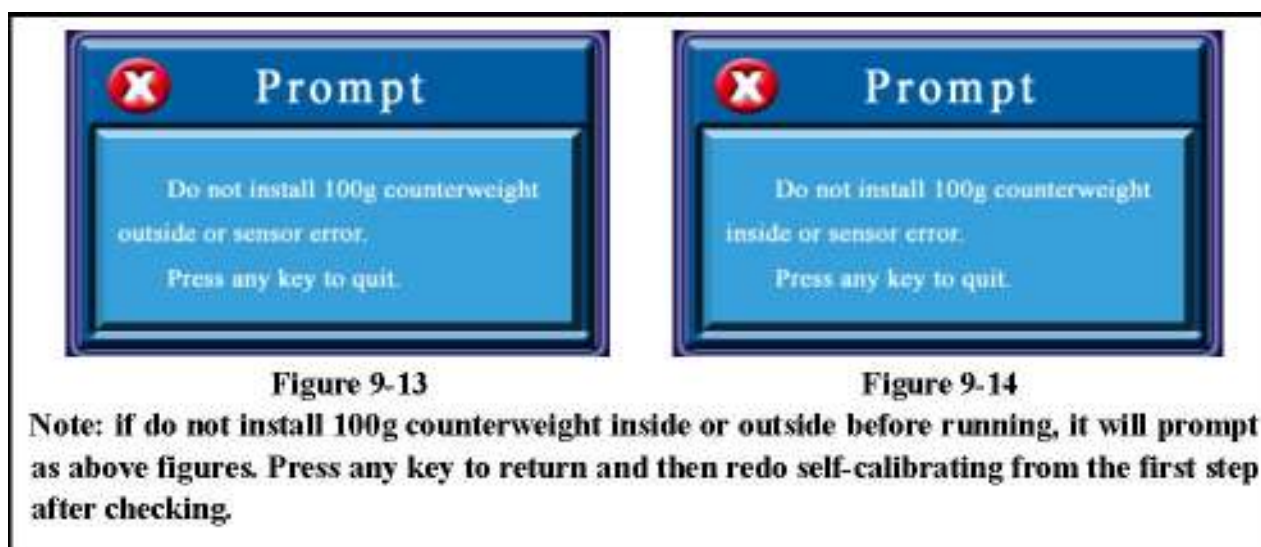 Prompt
Do not install 100g counterweight
outside or sensor error.
Press any key to quit.
Prompt
Do not install 100g counterweight
inside or sensor error.
Press any key to quit.
Figure 9-13
Figure 9-14
Note: if do not install 100g counterweight inside or outside before running, it will prompt
as above figures. Press any key to return and then redo self-calibrating from the first step
after checking.